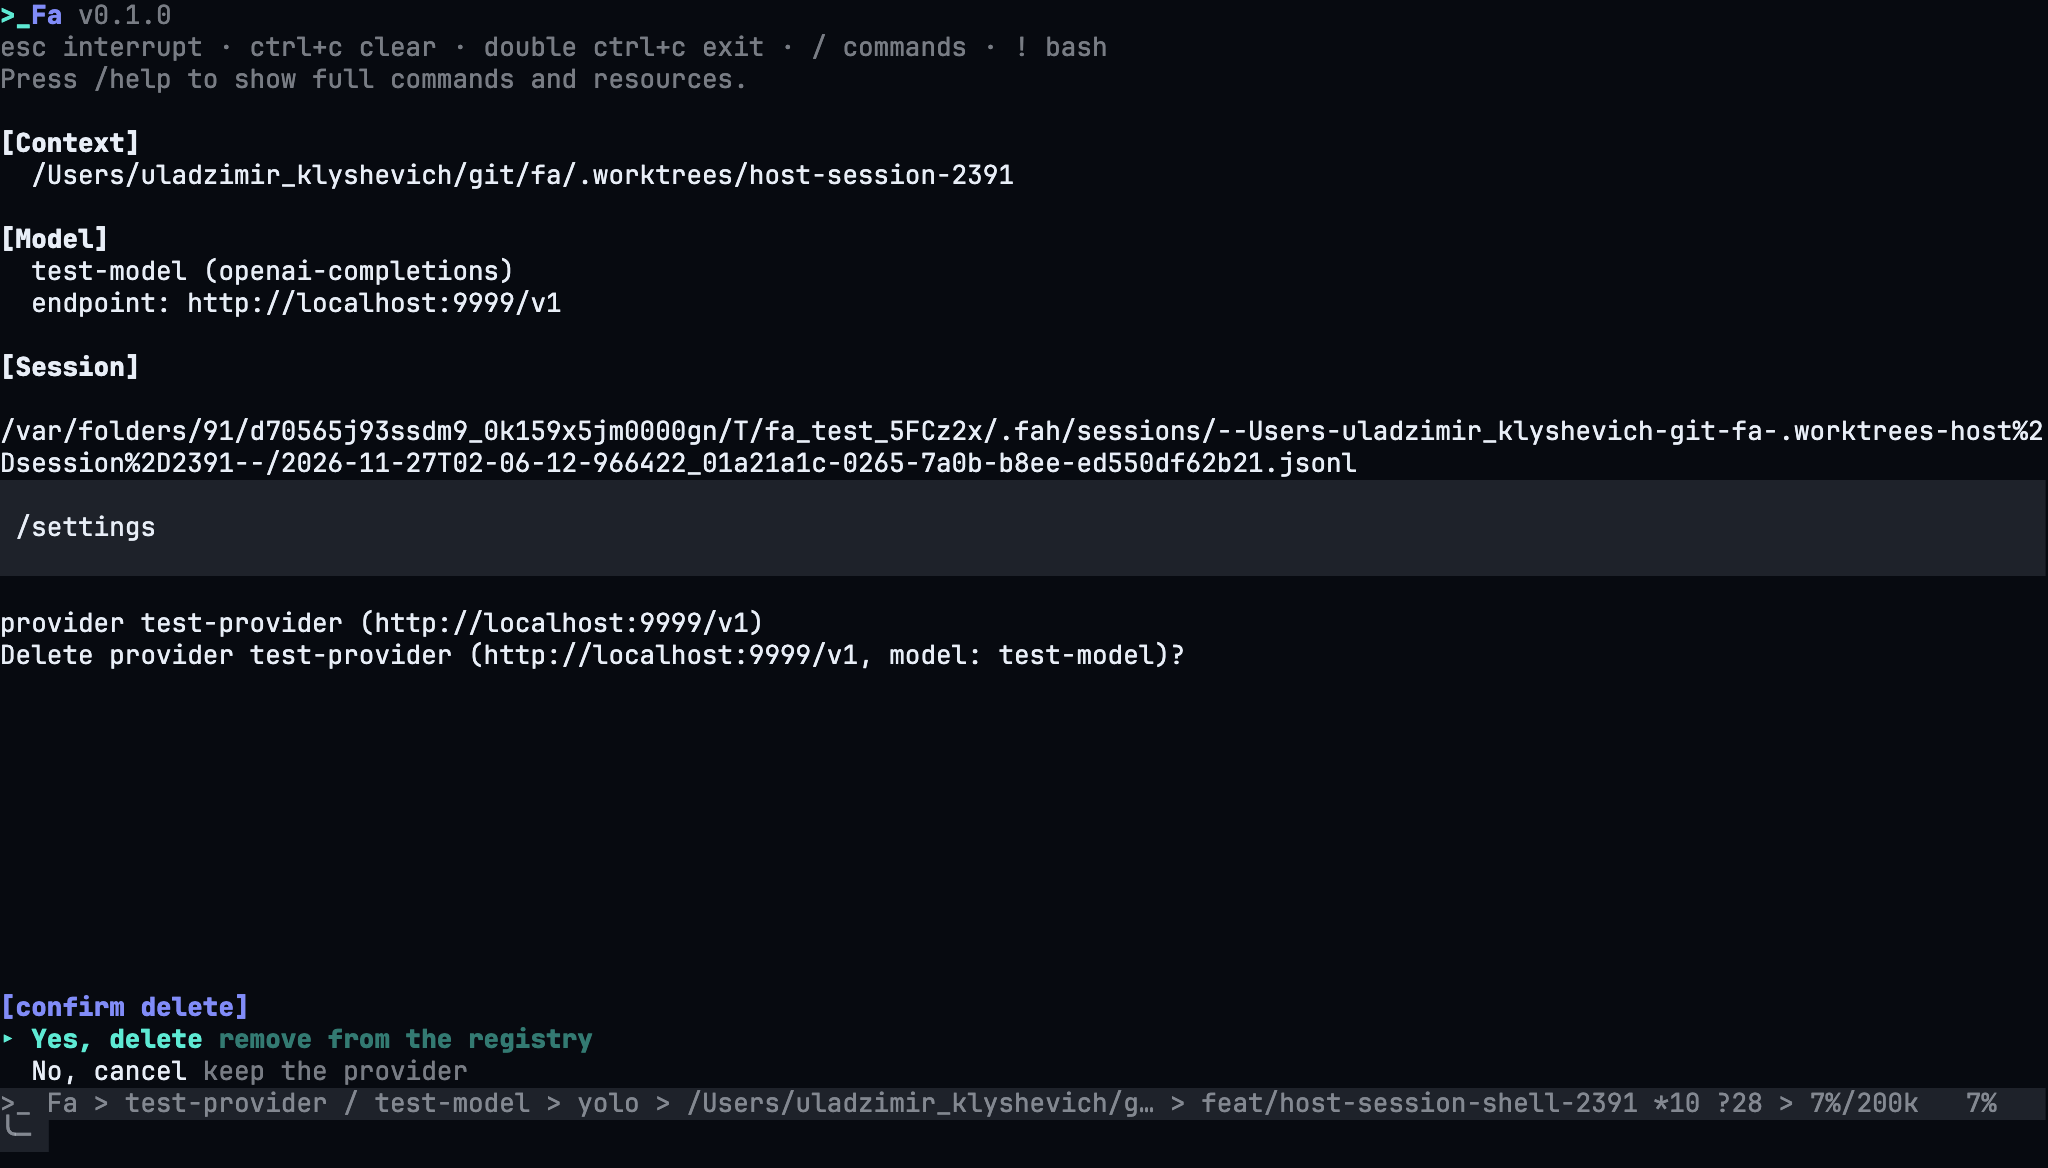 >_Fa v0.1.0
esc interrupt · ctrl+c clear · double ctrl+c exit · / commands · ! bash
Press /help to show full commands and resources.
[Context]
/Users/uladzimir_klyshevich/git/fa/.worktrees/host-session-2391
[Model]
test-model (openai-completions)
endpoint: http://localhost:9999/v1
[Session]
/var/folders/91/d70565j93ssdm9_0k159x5jm0000gn/T/fa_test_5FCz2x/.fah/sessions/--Users-uladzimir_klyshevich-git-fa-.worktrees-host%2
Dsession%2D2391--/2026-11-27T02-06-12-966422_01a21a1c-0265-7a0b-b8ee-ed550df62b21.jsonl
/settings
provider test-provider (http://localhost:9999/v1)
Delete provider test-provider (http://localhost:9999/v1, model: test-model)?
[confirm delete]
▸ Yes, delete remove from the registry
No, cancel keep the provider
>_ Fa > test-provider / test-model > yolo > /Users/uladzimir_klyshevich/g… > feat/host-session-shell-2391 *10 ?28 > 7%/200k 7%